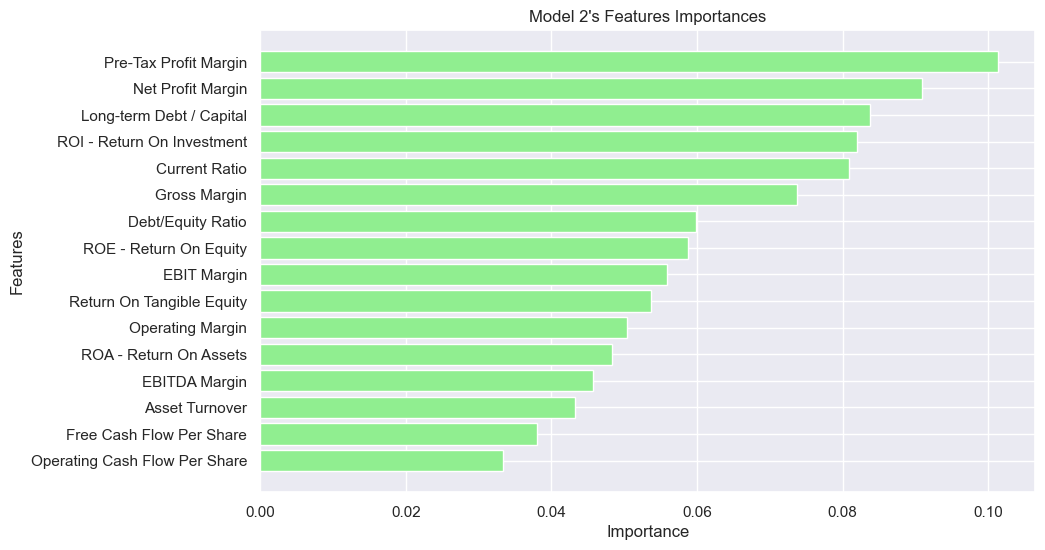 Model 2's Features Importances
Features
Pre-Tax Profit Margin
Net Profit Margin
Long-term Debt / Capital
ROI - Return On Investment
Current Ratio
Gross Margin
Debt/Equity Ratio
ROE - Return On Equity
EBIT Margin
Return On Tangible Equity
Operating Margin
ROA - Return On Assets
EBITDA Margin
Asset Turnover
Free Cash Flow Per Share
Operating Cash Flow Per Share
0.00 0.02 0.04 0.06 0.08 0.10
Importance